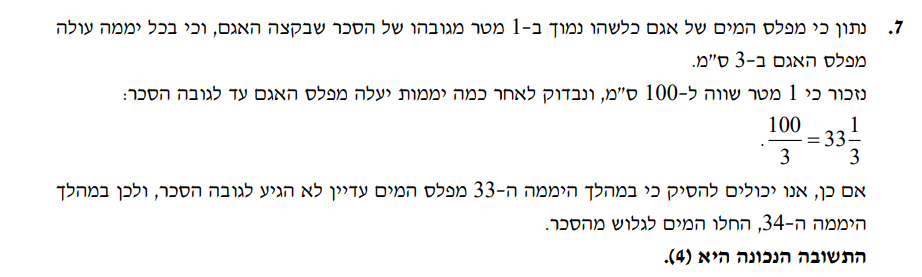 7. נתון כי מפלס המים של אגם כלשהו נמוך ב-1 מטר מגובהו של הסכר שבקצה האגם, וכי בכל יממה עולה
מפלס האגם ב-3 ס"מ.
נזכור כי 1 מטר שווה ל-100 ס"מ, ונבדוק לאחר כמה יממות יעלה מפלס האגם עד לגובה הסכר:
100/3 = 33 1/3 .
אם כן, אנו יכולים להסיק כי במהלך היממה ה-33 מפלס המים עדיין לא הגיע לגובה הסכר, ולכן במהלך
היממה ה-34, החלו המים לגלוש מהסכר.
התשובה הנכונה היא (4).